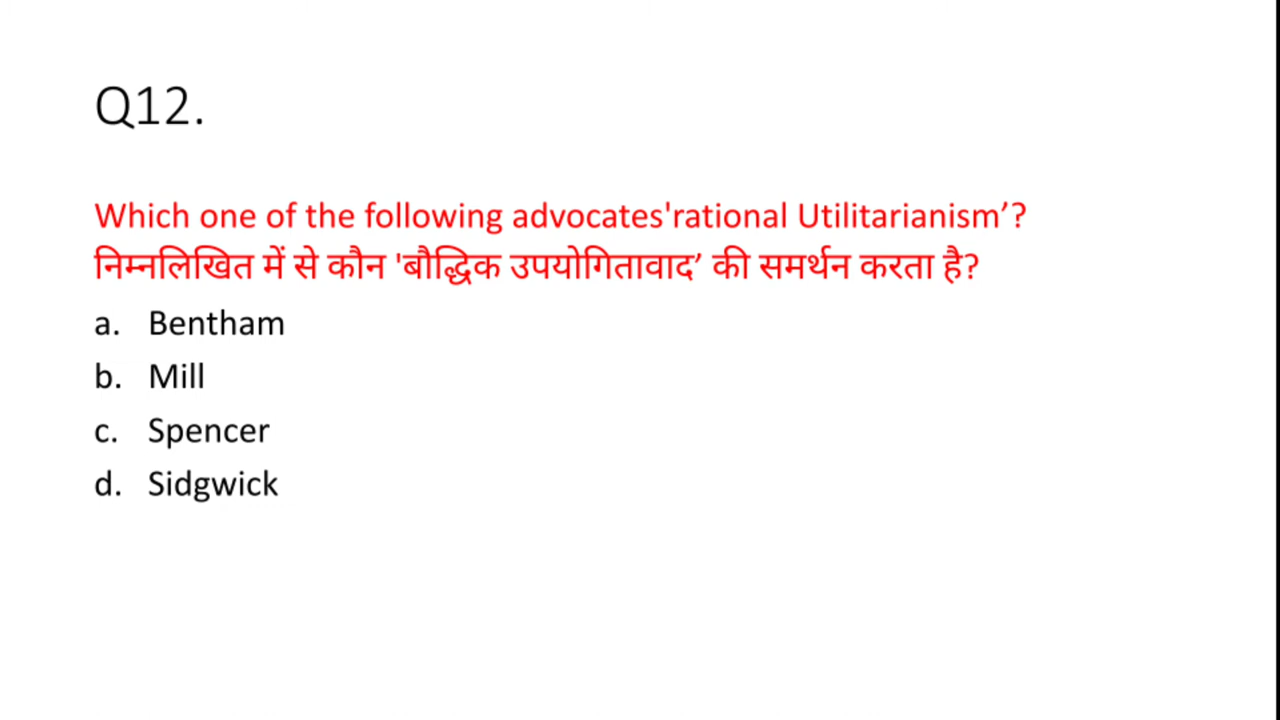 Q12.
Which one of the following advocates'rational Utilitarianism’?
निम्नलिखित में से कौन 'बौद्धिक उपयोगितावाद’ की समर्थन करता है?
a. Bentham
b. Mill
c. Spencer
d. Sidgwick